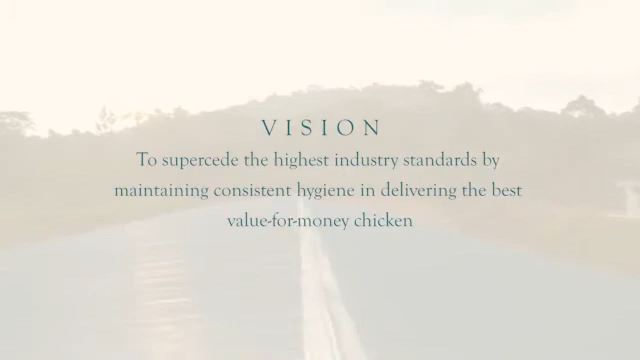 VISION
To supercede the highest industry standards by
maintaining consistent hygiene in delivering the best
value-for-money chicken